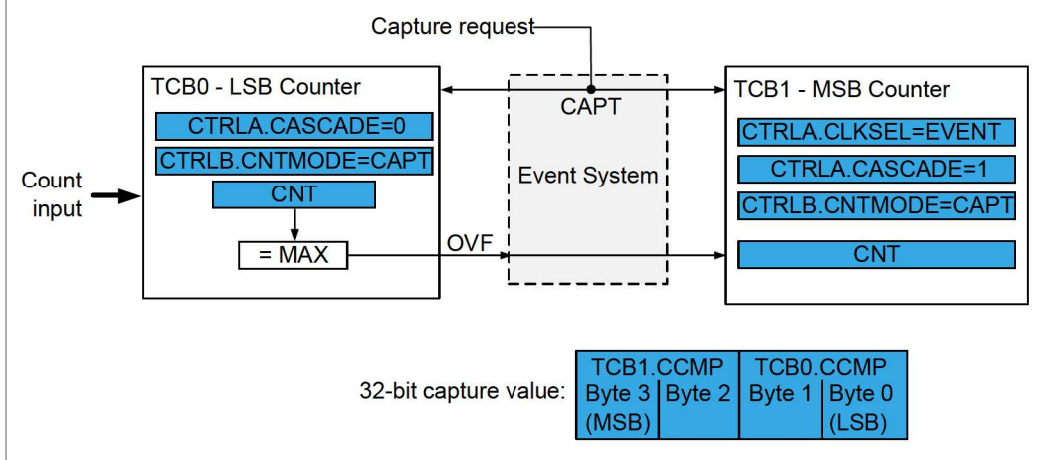 Capture request
TCB0 - LSB Counter
CTRLA.CASCADE=0
CTRLB.CNTMODE=CAPT
CNT
= MAX
Count
input
OVF
CAPT
Event System
TCB1 - MSB Counter
CTRLA.CLKSEL=EVENT
CTRLA.CASCADE=1
CTRLB.CNTMODE=CAPT
CNT
32-bit capture value:
TCB1.CCMP TCB0.CCMP
Byte 3 Byte 2 Byte 1 Byte 0
(MSB) (LSB)